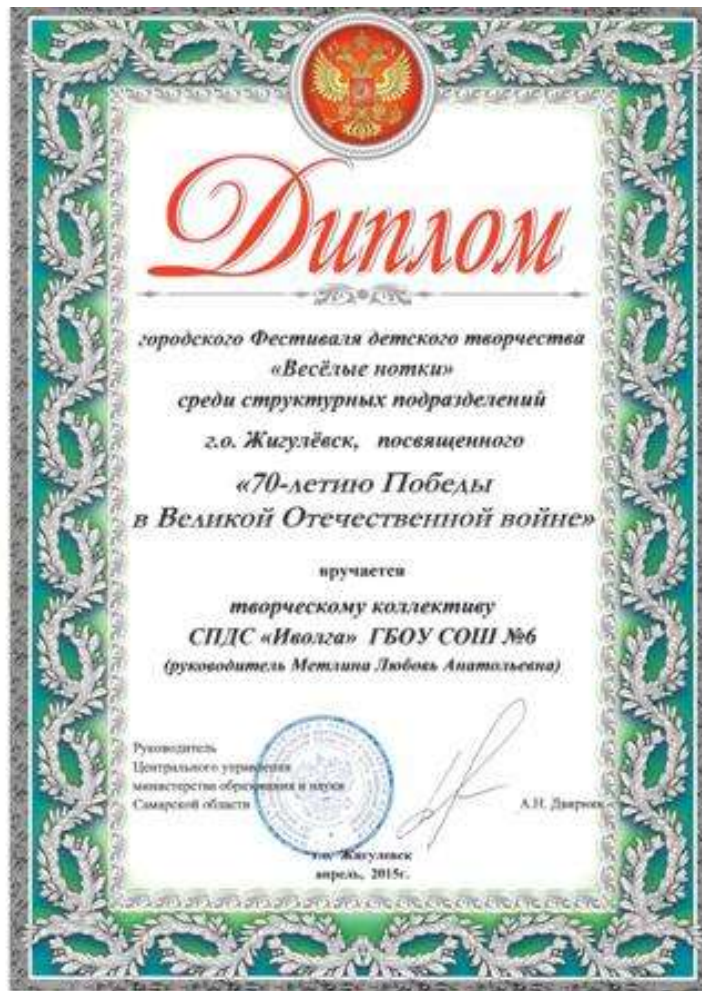 Диплом
городского Фестиваля детского творчества
«Весёлые нотки»
среди структурных подразделений
г.о. Жигулёвск, посвященного
«70-летию Победы
в Великой Отечественной войне»
вручается
творческому коллективу
СПДС «Иволга» ГБОУ СОШ №6
(руководитель Метлина Любовь Анатольевна)
Руководитель
Центрального управления
министерства образования и науки
Самарской области
А.Н.
г.о. Жигулевск
апрель, 2015г.